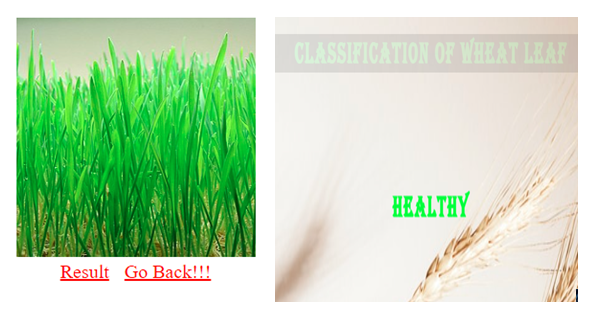 CLASSIFICATION OF WHEAT LEAF
HEALTHY
Result Go Back!!!